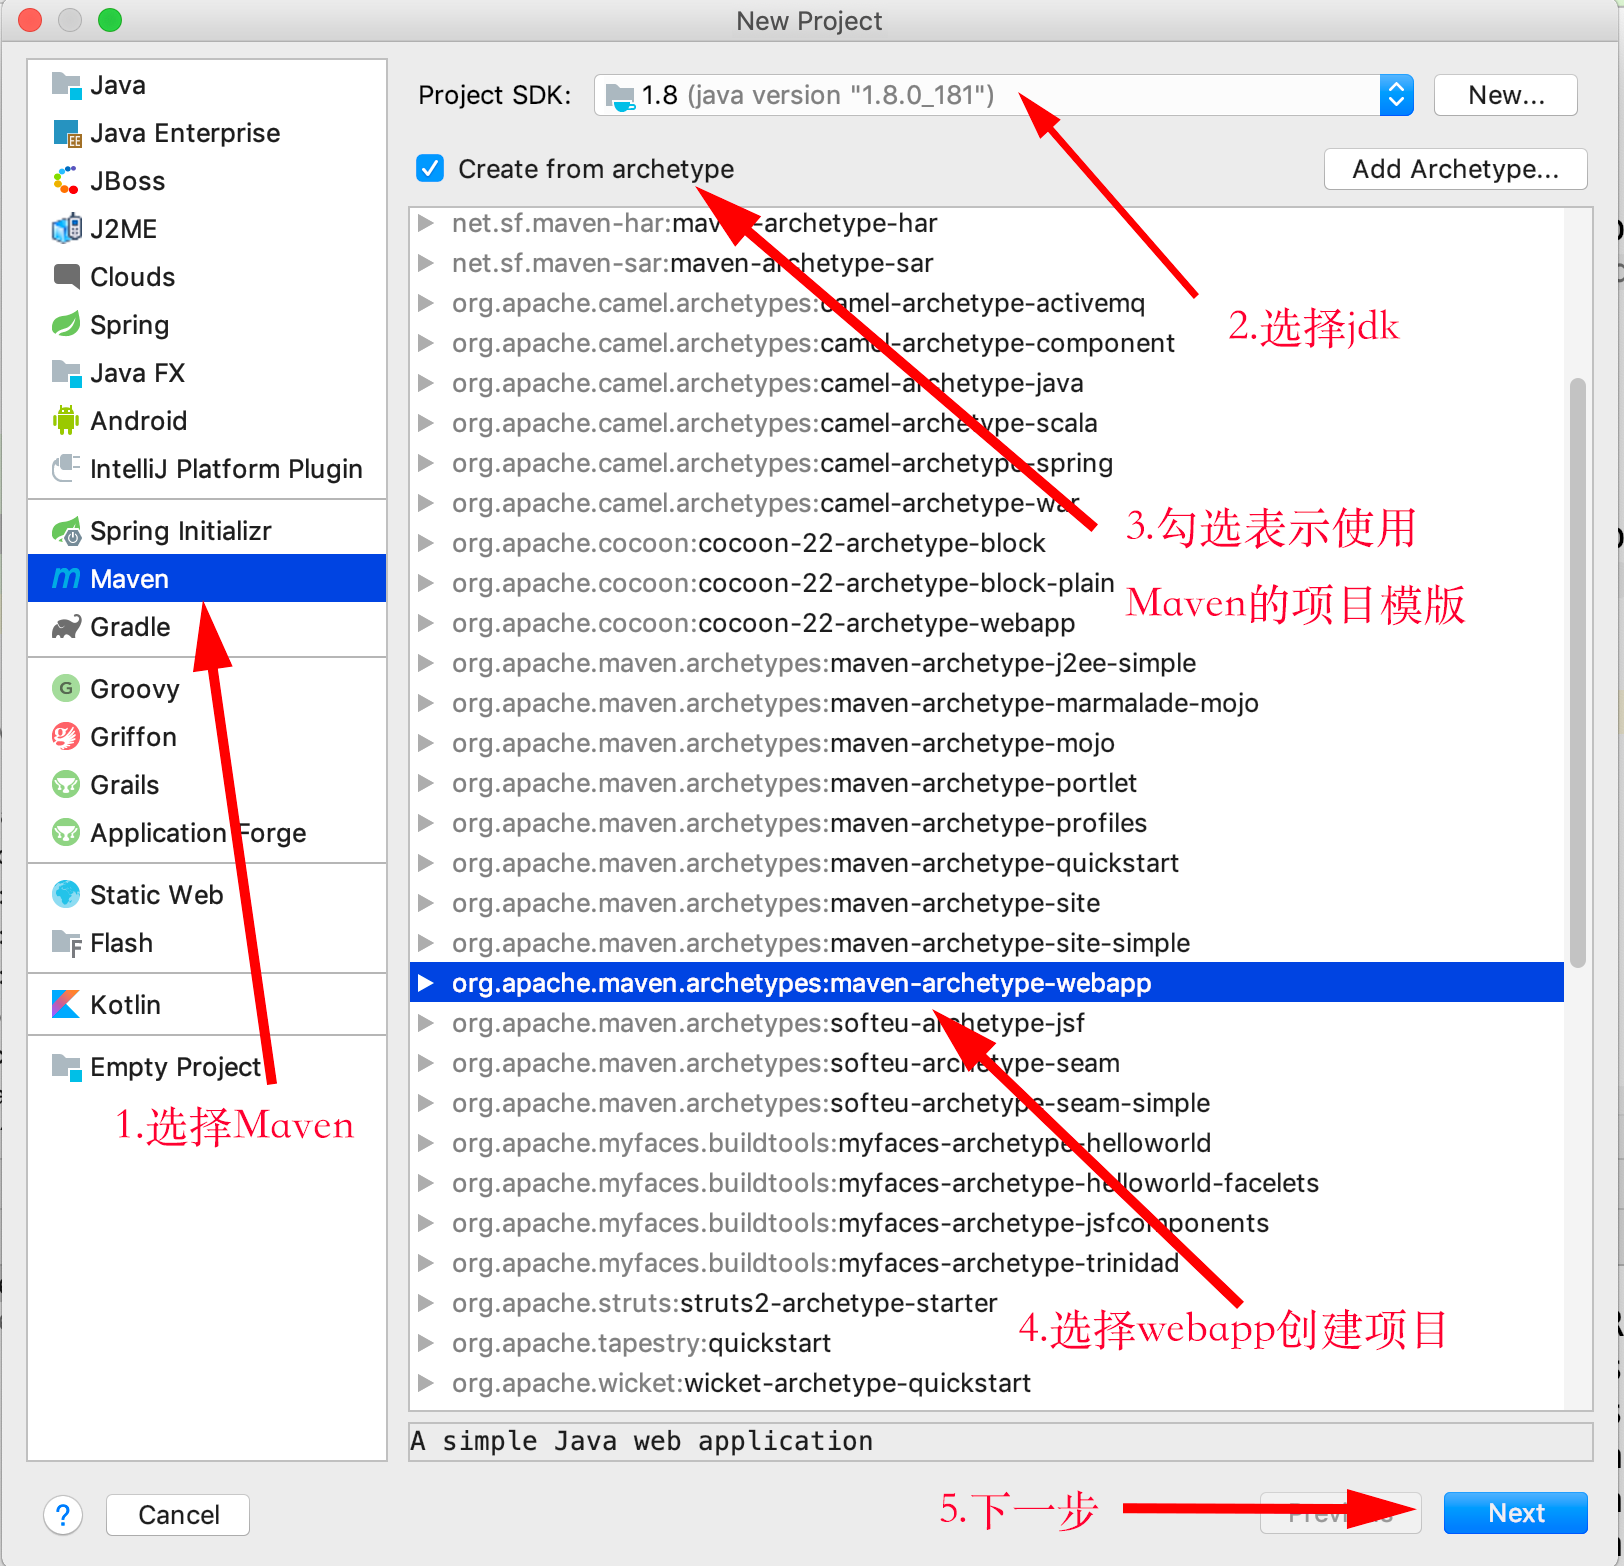 New Project
Java
Java Enterprise
JBoss
J2ME
Clouds
Spring
Java FX
Android
IntelliJ Platform Plugin
Spring Initializr
Maven
Gradle
Groovy
Griffon
Grails
Application Forge
Static Web
Flash
Kotlin
Empty Project
1.选择Maven
Project SDK: 1.8 (java version "1.8.0_181") New...
2.选择jdk
Create from archetype Add Archetype...
3.勾选表示使用
Maven的项目模版
net.sf.maven-har:maven-archetype-har
net.sf.maven-sar:maven-archetype-sar
org.apache.camel.archetypes:camel-archetype-activemq
org.apache.camel.archetypes:camel-archetype-component
org.apache.camel.archetypes:camel-archetype-java
org.apache.camel.archetypes:camel-archetype-scala
org.apache.camel.archetypes:camel-archetype-spring
org.apache.camel.archetypes:camel-archetype-war
org.apache.cocoon:cocoon-22-archetype-block
org.apache.cocoon:cocoon-22-archetype-block-plain
org.apache.cocoon:cocoon-22-archetype-webapp
org.apache.maven.archetypes:maven-archetype-j2ee-simple
org.apache.maven.archetypes:maven-archetype-marmalade-mojo
org.apache.maven.archetypes:maven-archetype-mojo
org.apache.maven.archetypes:maven-archetype-portlet
org.apache.maven.archetypes:maven-archetype-profiles
org.apache.maven.archetypes:maven-archetype-quickstart
org.apache.maven.archetypes:maven-archetype-site
org.apache.maven.archetypes:maven-archetype-site-simple
org.apache.maven.archetypes:maven-archetype-webapp
org.apache.maven.archetypes:softeu-archetype-jsf
org.apache.maven.archetypes:softeu-archetype-seam
org.apache.maven.archetypes:softeu-archetype-seam-simple
org.apache.myfaces.buildtools:myfaces-archetype-helloworld
org.apache.myfaces.buildtools:myfaces-archetype-helloworld-facelets
org.apache.myfaces.buildtools:myfaces-archetype-jsfcomponents
org.apache.myfaces.buildtools:myfaces-archetype-trinidad
org.apache.struts:struts2-archetype-starter
org.apache.tapestry:quickstart
org.apache.wicket:wicket-archetype-quickstart
4.选择webapp创建项目
A simple Java web application
? Cancel
5.下一步
Previous Next